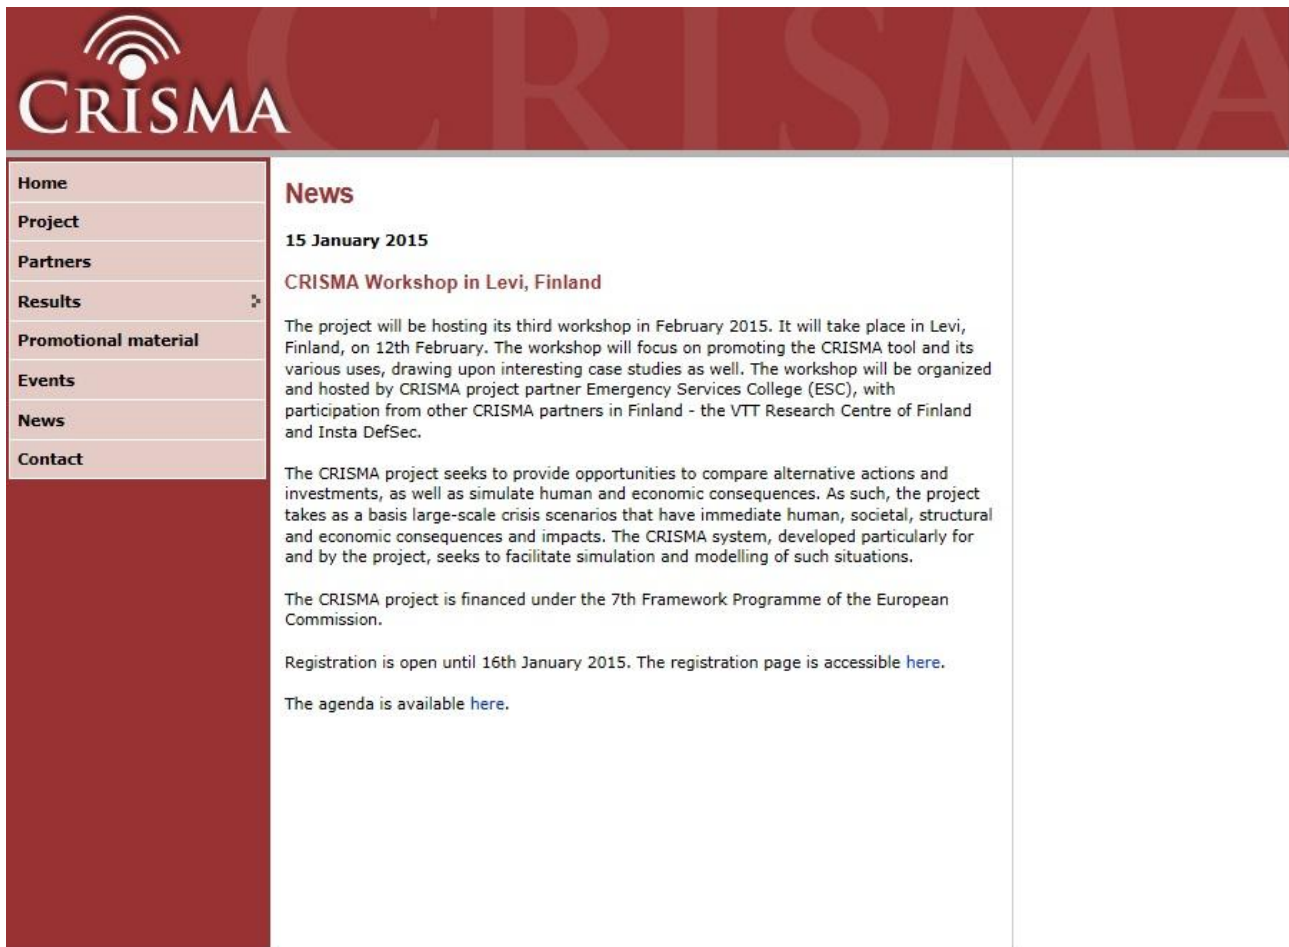 CRISMA
CRISMA
Home
Project
Partners
Results
Promotional material
Events
News
Contact
News
15 January 2015
CRISMA Workshop in Levi, Finland
The project will be hosting its third workshop in February 2015. It will take place in Levi,
Finland, on 12th February. The workshop will focus on promoting the CRISMA tool and its
various uses, drawing upon interesting case studies as well. The workshop will be organized
and hosted by CRISMA project partner Emergency Services College (ESC), with
participation from other CRISMA partners in Finland - the VTT Research Centre of Finland
and Insta DefSec.
The CRISMA project seeks to provide opportunities to compare alternative actions and
investments, as well as simulate human and economic consequences. As such, the project
takes as a basis large-scale crisis scenarios that have immediate human, societal, structural
and economic consequences and impacts. The CRISMA system, developed particularly for
and by the project, seeks to facilitate simulation and modelling of such situations.
The CRISMA project is financed under the 7th Framework Programme of the European
Commission.
Registration is open until 16th January 2015. The registration page is accessible here.
The agenda is available here.